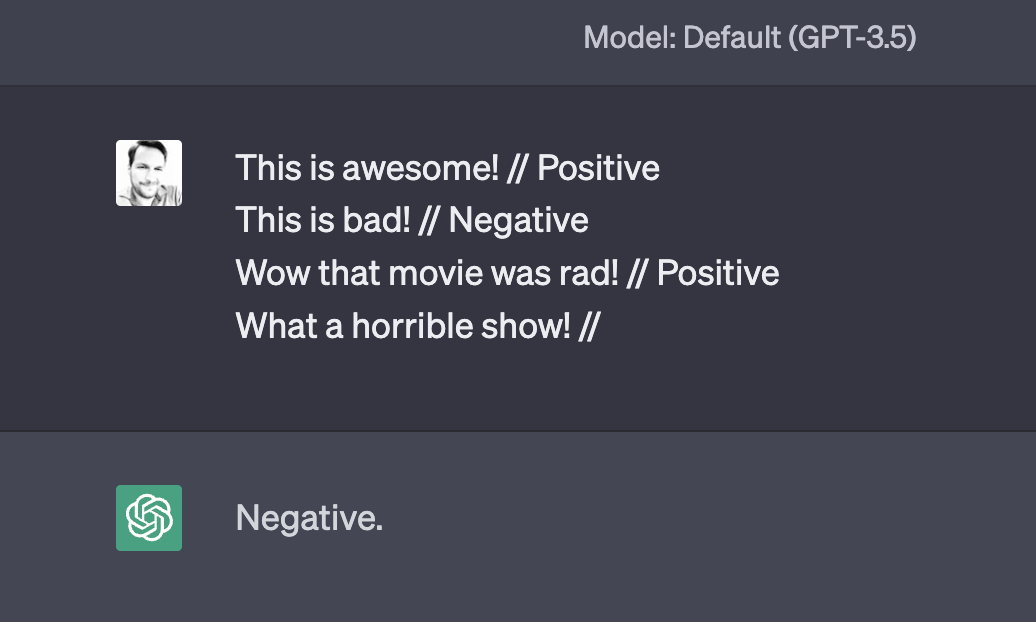 Model: Default (GPT-3.5)
This is awesome! // Positive
This is bad! // Negative
Wow that movie was rad! // Positive
What a horrible show! //
Negative.